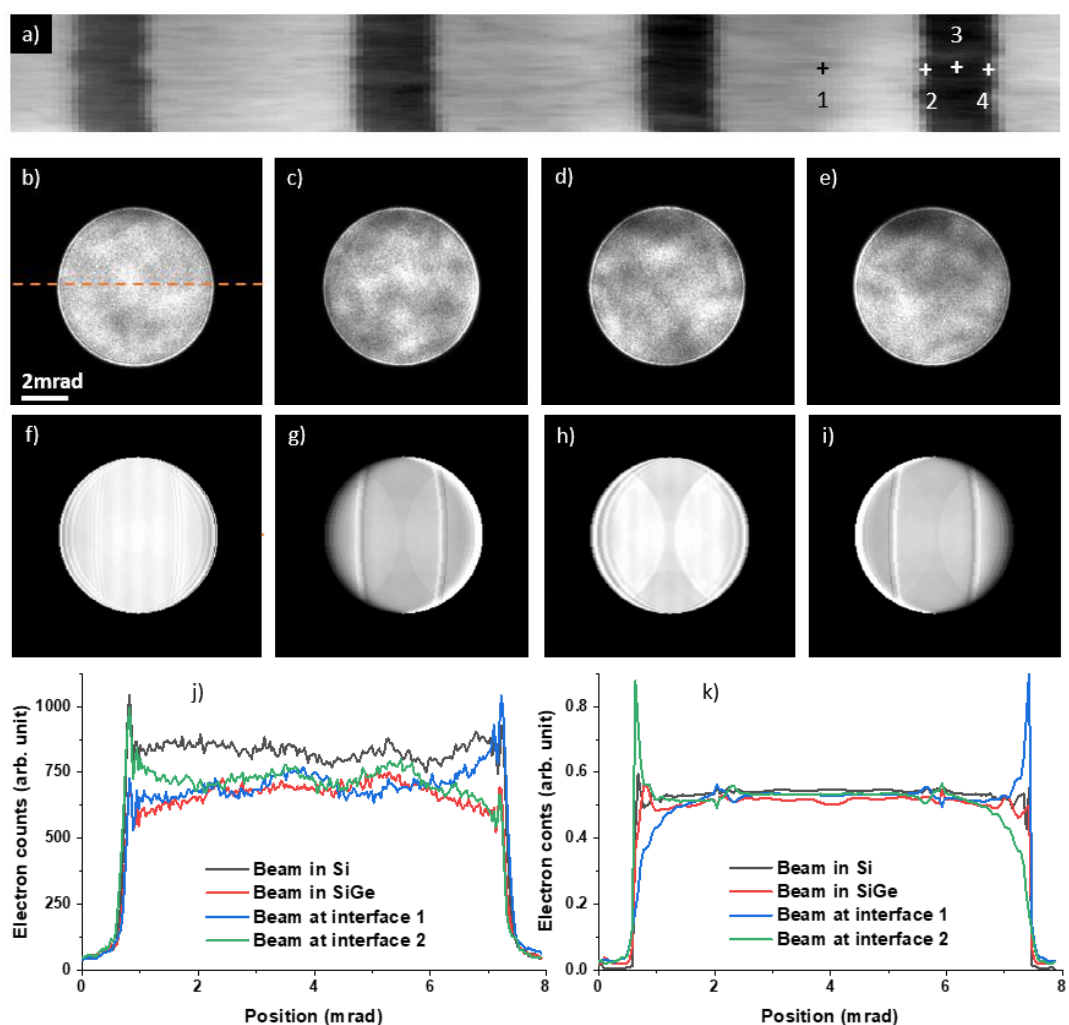 a)
3
1
2
4
b)
c)
d)
e)
2mrad
f)
g)
h)
i)
j)
Electron counts (arb. unit)
1000
750
500
250
0
Beam in Si
Beam in SiGe
Beam at interface 1
Beam at interface 2
0
2
4
6
8
Position (mrad)
k)
Electron conts (arb. unit)
0.8
0.6
0.4
0.2
0.0
Beam in Si
Beam in SiGe
Beam at interface 1
Beam at interface 2
0
2
4
6
8
Position (mrad)